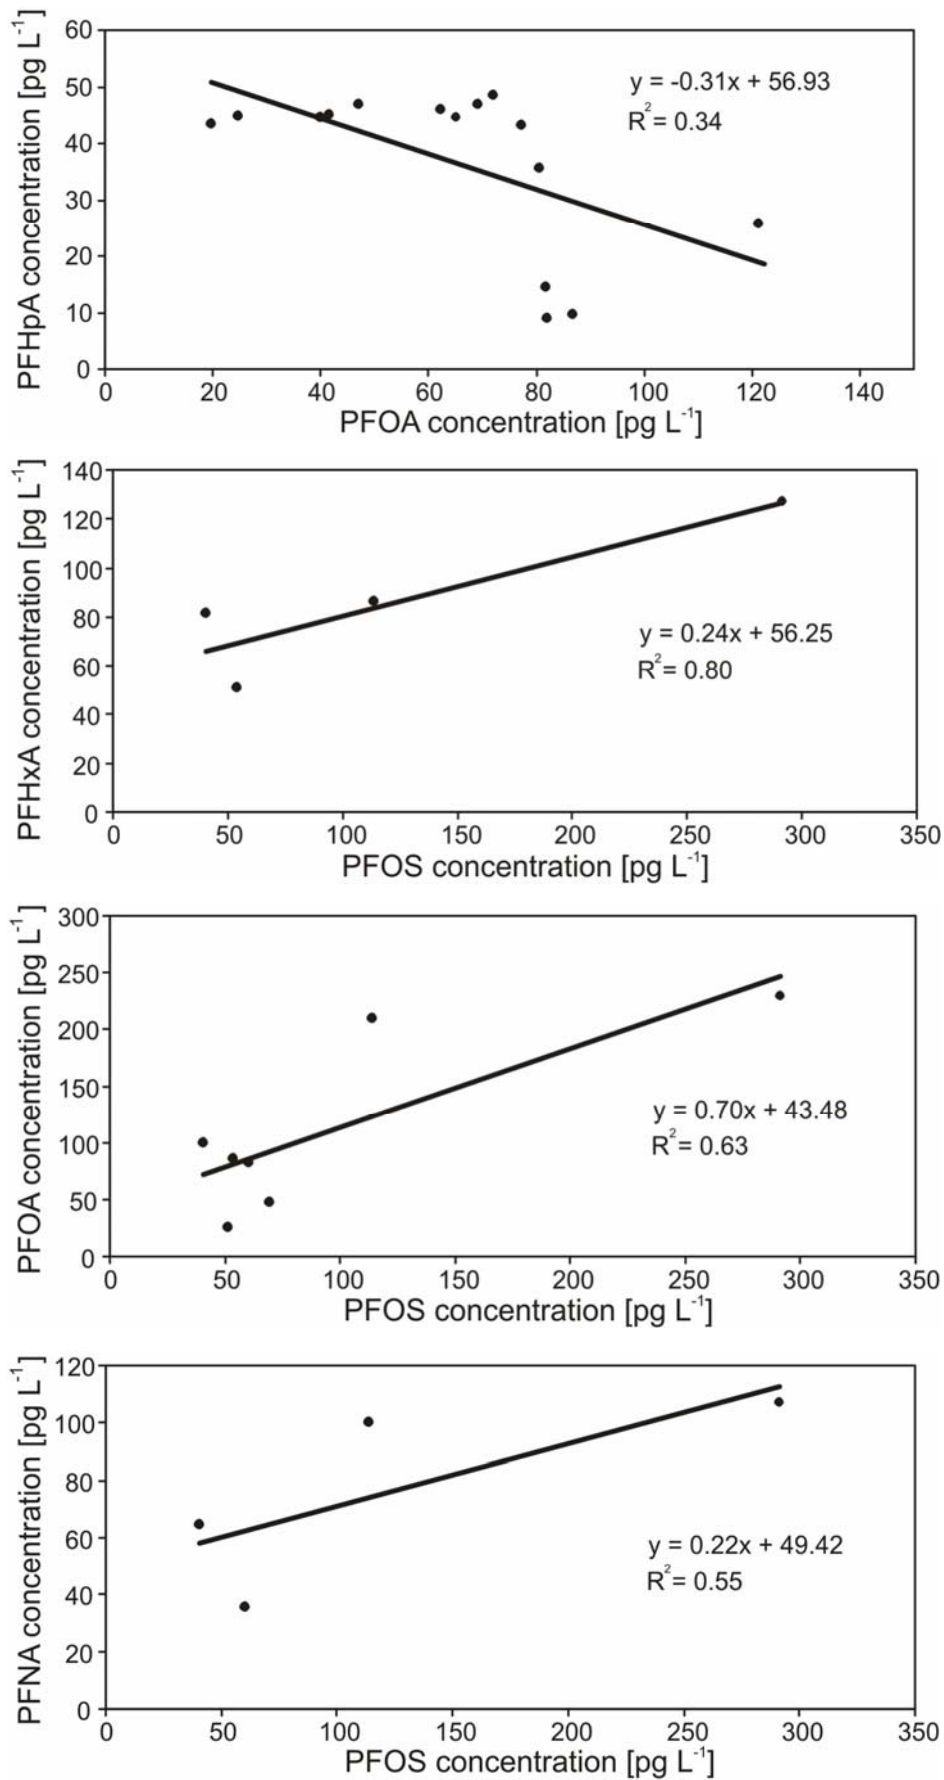 PFHpA concentration [pg L⁻¹]
60
50
40
30
20
10
0
y = -0.31x + 56.93
R² = 0.34
0 20 40 60 80 100 120 140
PFOA concentration [pg L⁻¹]
PFHxA concentration [pg L⁻¹]
140
120
100
80
60
40
20
0
y = 0.24x + 56.25
R² = 0.80
0 50 100 150 200 250 300 350
PFOS concentration [pg L⁻¹]
PFOA concentration [pg L⁻¹]
300
250
200
150
100
50
0
y = 0.70x + 43.48
R² = 0.63
0 50 100 150 200 250 300 350
PFOS concentration [pg L⁻¹]
PFNA concentration [pg L⁻¹]
120
100
80
60
40
20
0
y = 0.22x + 49.42
R² = 0.55
0 50 100 150 200 250 300 350
PFOS concentration [pg L⁻¹]